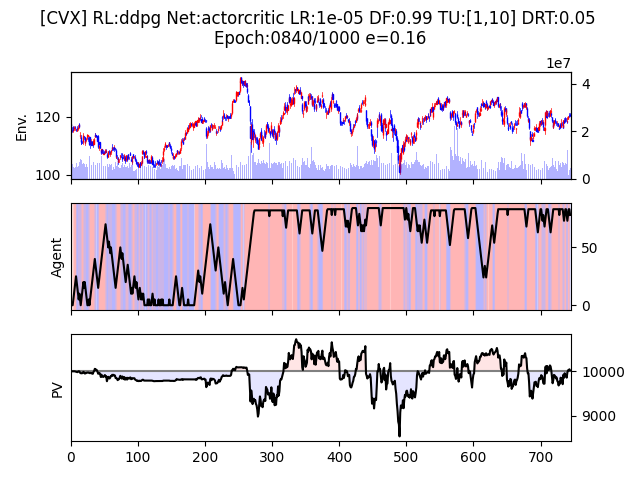 [CVX] RL:ddpg Net:actorcritic LR:1e-05 DF:0.99 TU:[1,10] DRT:0.05
Epoch:0840/1000 e=0.16
1e7
Env.
120
100
4
2
0
Agent
50
0
PV
10000
9000
0 100 200 300 400 500 600 700